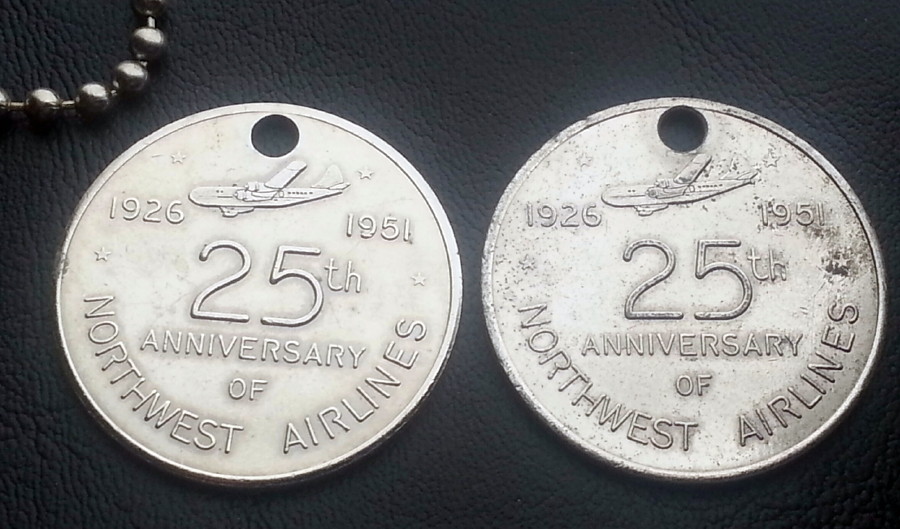 1926 1951
25th
ANNIVERSARY
OF
NORTHWEST AIRLINES
1926 1951
25th
ANNIVERSARY
OF
NORTHWEST AIRLINES